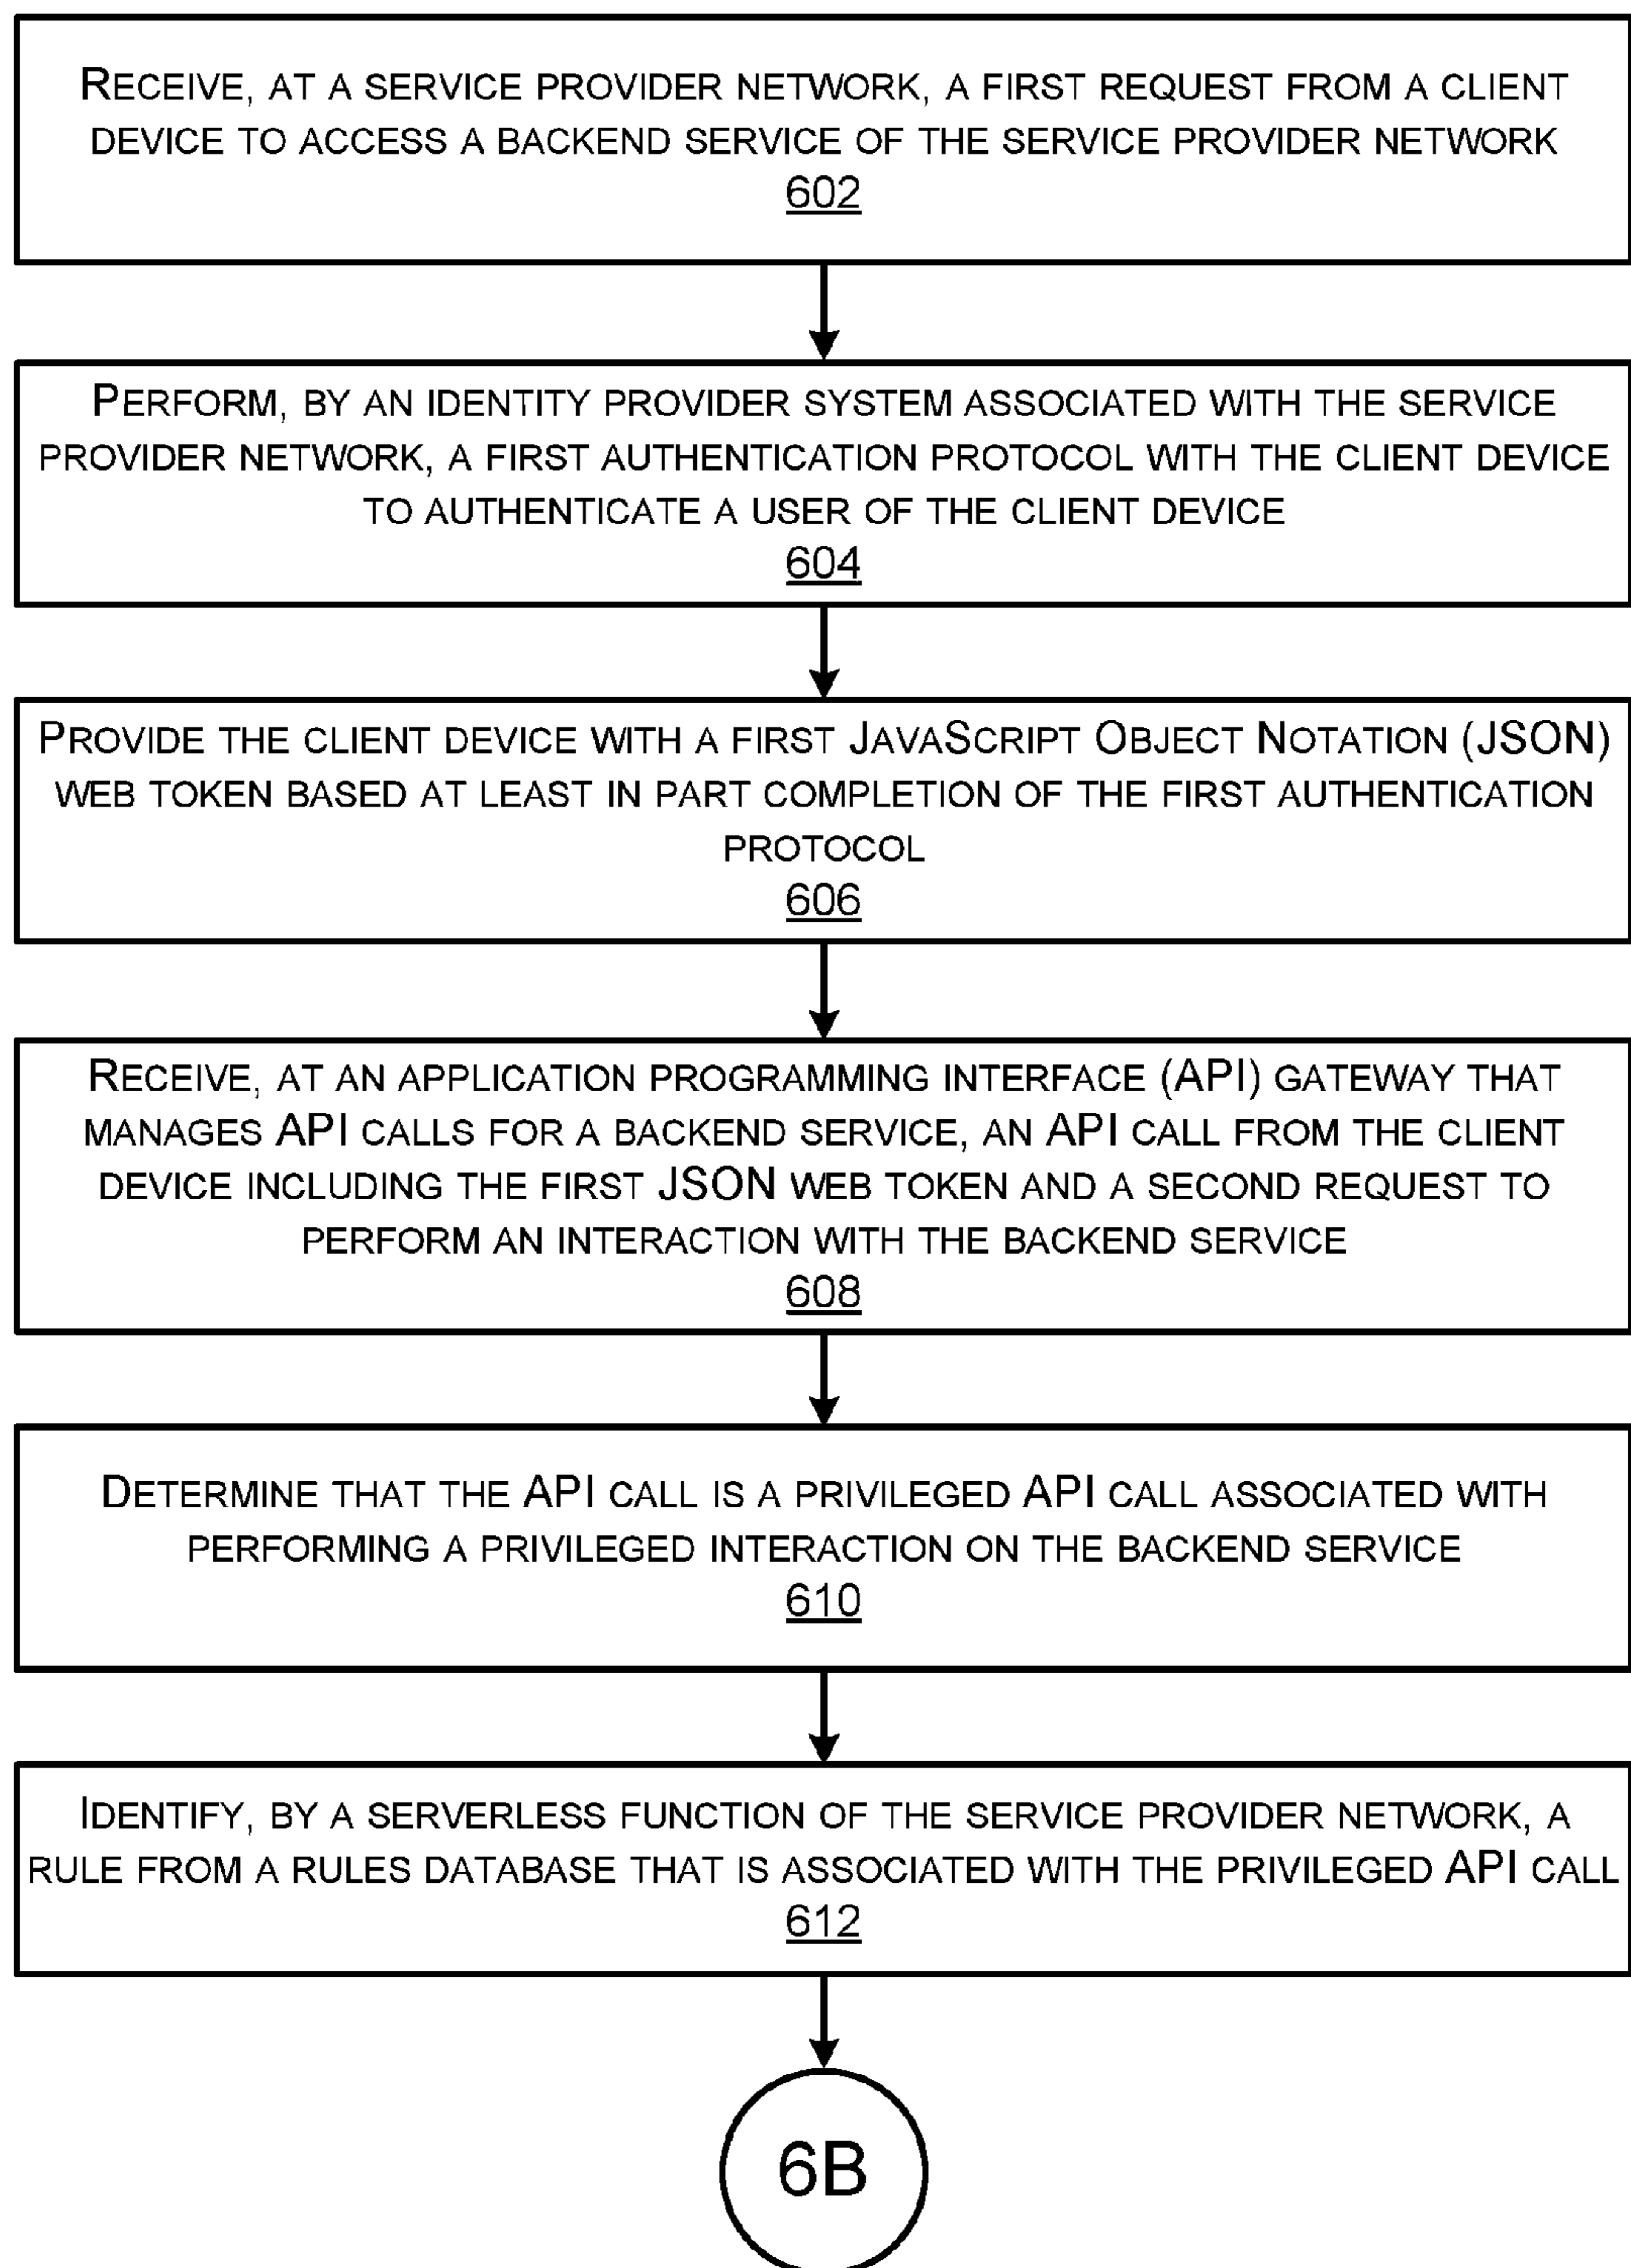 RECEIVE, AT A SERVICE PROVIDER NETWORK, A FIRST REQUEST FROM A CLIENT
DEVICE TO ACCESS A BACKEND SERVICE OF THE SERVICE PROVIDER NETWORK
602
PERFORM, BY AN IDENTITY PROVIDER SYSTEM ASSOCIATED WITH THE SERVICE
PROVIDER NETWORK, A FIRST AUTHENTICATION PROTOCOL WITH THE CLIENT DEVICE
TO AUTHENTICATE A USER OF THE CLIENT DEVICE
604
PROVIDE THE CLIENT DEVICE WITH A FIRST JAVASCRIPT OBJECT NOTATION (JSON)
WEB TOKEN BASED AT LEAST IN PART COMPLETION OF THE FIRST AUTHENTICATION
PROTOCOL
606
RECEIVE, AT AN APPLICATION PROGRAMMING INTERFACE (API) GATEWAY THAT
MANAGES API CALLS FOR A BACKEND SERVICE, AN API CALL FROM THE CLIENT
DEVICE INCLUDING THE FIRST JSON WEB TOKEN AND A SECOND REQUEST TO
PERFORM AN INTERACTION WITH THE BACKEND SERVICE
608
DETERMINE THAT THE API CALL IS A PRIVILEGED API CALL ASSOCIATED WITH
PERFORMING A PRIVILEGED INTERACTION ON THE BACKEND SERVICE
610
IDENTIFY, BY A SERVERLESS FUNCTION OF THE SERVICE PROVIDER NETWORK, A
RULE FROM A RULES DATABASE THAT IS ASSOCIATED WITH THE PRIVILEGED API CALL
612
6B